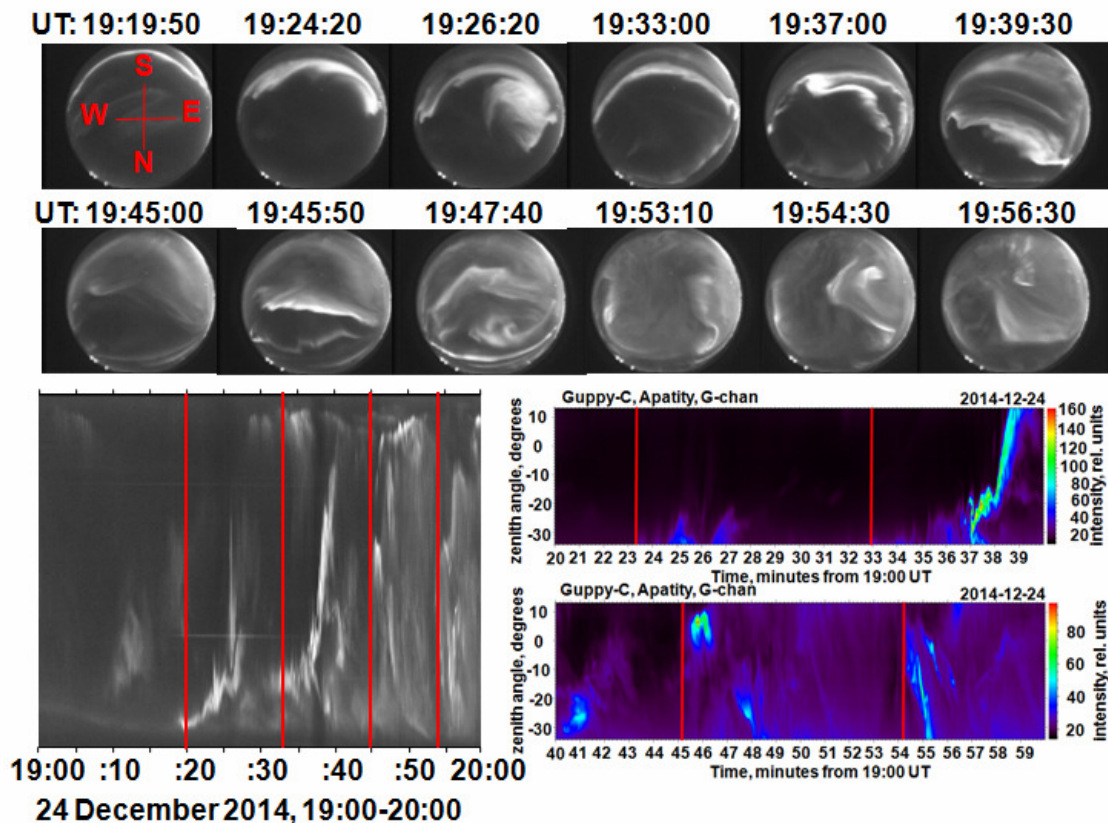 UT: 19:19:50 19:24:20 19:26:20 19:33:00 19:37:00 19:39:30
S
W E
N
UT: 19:45:00 19:45:50 19:47:40 19:53:10 19:54:30 19:56:30
19:00 :10 :20 :30 :40 :50 20:00
24 December 2014, 19:00-20:00
Guppy-C, Apatity, G-chan 2014-12-24
zenith angle, degrees
10
0
-10
-20
-30
20 21 22 23 24 25 26 27 28 29 30 31 32 33 34 35 36 37 38 39
Time, minutes from 19:00 UT
160
140
120
100
80
60
40
20
Intensity, rel. units
Guppy-C, Apatity, G-chan 2014-12-24
zenith angle, degrees
10
0
-10
-20
-30
40 41 42 43 44 45 46 47 48 49 50 51 52 53 54 55 56 57 58 59
Time, minutes from 19:00 UT
80
60
40
20
Intensity, rel. units